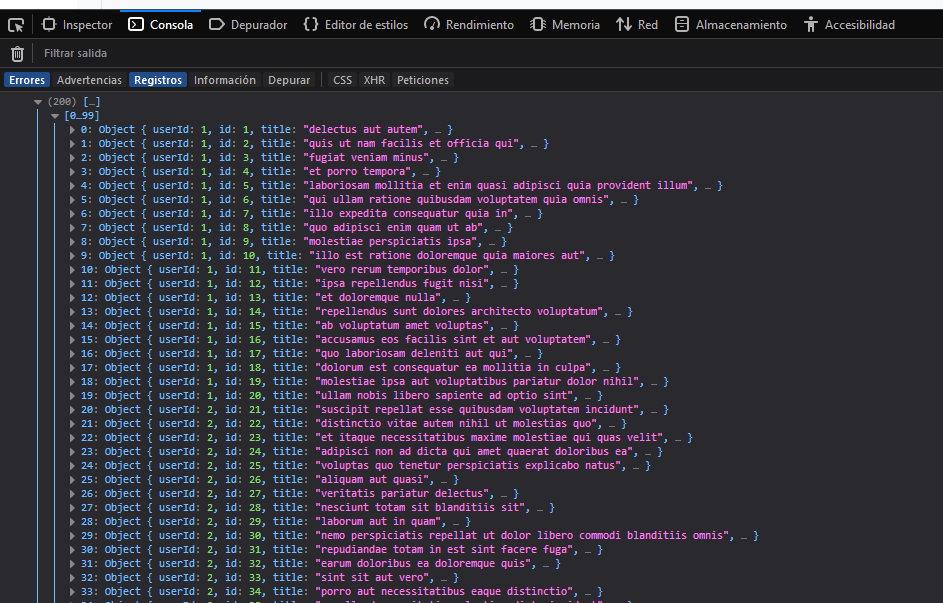 Inspector Consola Depurador Editor de estilos Rendimiento Memoria Red Almacenamiento Accesibilidad
Filtrar salida
Errores Advertencias Registros Información Depurar CSS XHR Peticiones
(200) […]
[0…99]
0: Object { userId: 1, id: 1, title: "delectus aut autem", … }
1: Object { userId: 1, id: 2, title: "quis ut nam facilis et officia qui", … }
2: Object { userId: 1, id: 3, title: "fugiat veniam minus", … }
3: Object { userId: 1, id: 4, title: "et porro tempora", … }
4: Object { userId: 1, id: 5, title: "laboriosam mollitia et enim quasi adipisci quia provident illum", … }
5: Object { userId: 1, id: 6, title: "qui ullam ratione quibusdam voluptatem quia omnis", … }
6: Object { userId: 1, id: 7, title: "illo expedita consequatur quia in", … }
7: Object { userId: 1, id: 8, title: "quo adipisci enim quam ut ab", … }
8: Object { userId: 1, id: 9, title: "molestiae perspiciatis ipsa", … }
9: Object { userId: 1, id: 10, title: "illo est ratione doloremque quia maiores aut", … }
10: Object { userId: 1, id: 11, title: "vero rerum temporibus dolor", … }
11: Object { userId: 1, id: 12, title: "ipsa repellendus fugit nisi", … }
12: Object { userId: 1, id: 13, title: "et doloremque nulla", … }
13: Object { userId: 1, id: 14, title: "repellendus sunt dolores architecto voluptatum", … }
14: Object { userId: 1, id: 15, title: "ab voluptatum amet voluptas", … }
15: Object { userId: 1, id: 16, title: "accusamus eos facilis sint et aut voluptatem", … }
16: Object { userId: 1, id: 17, title: "quo laboriosam deleniti aut qui", … }
17: Object { userId: 1, id: 18, title: "dolorum est consequatur ea mollitia in culpa", … }
18: Object { userId: 1, id: 19, title: "molestiae ipsa aut voluptatibus pariatur dolor nihil", … }
19: Object { userId: 1, id: 20, title: "ullam nobis libero sapiente ad optio sint", … }
20: Object { userId: 2, id: 21, title: "suscipit repellat esse quibusdam voluptatem incidunt", … }
21: Object { userId: 2, id: 22, title: "distinctio vitae autem nihil ut molestias quo", … }
22: Object { userId: 2, id: 23, title: "et itaque necessitatibus maxime molestiae qui quas velit", … }
23: Object { userId: 2, id: 24, title: "adipisci non ad dicta qui amet quaerat doloribus ea", … }
24: Object { userId: 2, id: 25, title: "voluptas quo tenetur perspiciatis explicabo natus", … }
25: Object { userId: 2, id: 26, title: "aliquam aut quasi", … }
26: Object { userId: 2, id: 27, title: "veritatis pariatur delectus", … }
27: Object { userId: 2, id: 28, title: "nesciunt totam sit blanditiis sit", … }
28: Object { userId: 2, id: 29, title: "laborum aut in quam", … }
29: Object { userId: 2, id: 30, title: "nemo perspiciatis repellat ut dolor libero commodi blanditiis omnis", … }
30: Object { userId: 2, id: 31, title: "repudiandae totam in est sint facere fuga", … }
31: Object { userId: 2, id: 32, title: "earum doloribus ea doloremque quis", … }
32: Object { userId: 2, id: 33, title: "sint sit aut vero", … }
33: Object { userId: 2, id: 34, title: "porro aut necessitatibus eaque distinctio", … }